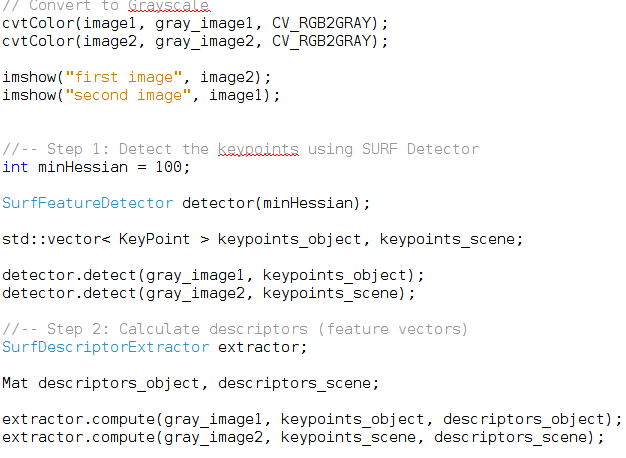 // Convert to Grayscale
cvtColor(image1, gray_image1, CV_RGB2GRAY);
cvtColor(image2, gray_image2, CV_RGB2GRAY);
imshow("first image", image2);
imshow("second image", image1);
//-- Step 1: Detect the keypoints using SURF Detector
int minHessian = 100;
SurfFeatureDetector detector(minHessian);
std::vector< KeyPoint > keypoints_object, keypoints_scene;
detector.detect(gray_image1, keypoints_object);
detector.detect(gray_image2, keypoints_scene);
//-- Step 2: Calculate descriptors (feature vectors)
SurfDescriptorExtractor extractor;
Mat descriptors_object, descriptors_scene;
extractor.compute(gray_image1, keypoints_object, descriptors_object);
extractor.compute(gray_image2, keypoints_scene, descriptors_scene);